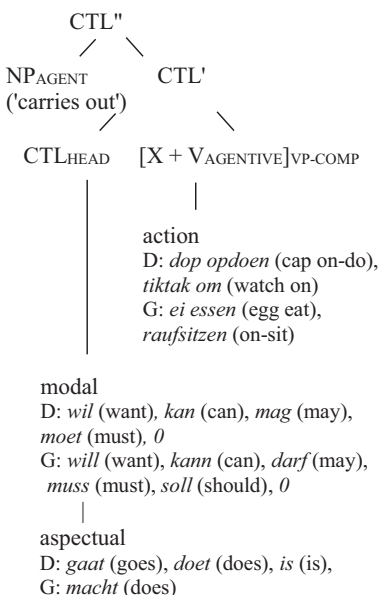 CTL"
NPAGENT CTL'
('carries out')
CTLHEAD [X + VAGENTIVE]VP-COMP
action
D: dop opdoen (cap on-do),
tiktak om (watch on)
G: ei essen (egg eat),
raufsitzen (on-sit)
modal
D: wil (want), kan (can), mag (may),
moet (must), 0
G: will (want), kann (can), darf (may),
muss (must), soll (should), 0
aspectual
D: gaat (goes), doet (does), is (is),
G: macht (does)